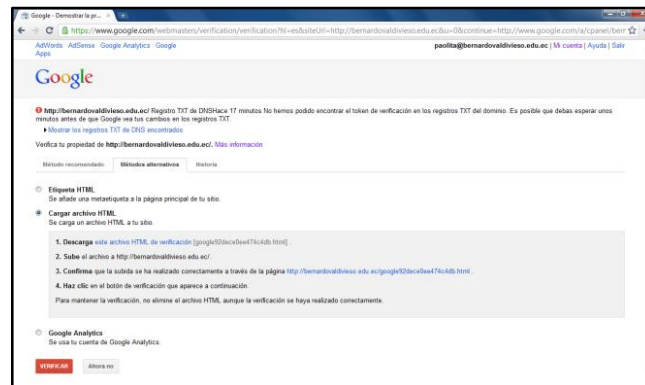 Google - Demostrar la pr...
https://www.google.com/webmasters/verification/verification?hl=es&siteUrl=http://bernardovaldivieso.edu.ec&u=0&continue=http://www.google.com/a/cpanel/berr
AdWords AdSense Google Analytics Google Apps
paolita@bernardovaldivieso.edu.ec | Mi cuenta | Ayuda | Salir
Google
http://bernardovaldivieso.edu.ec/ Registro TXT de DNSHace 17 minutos No hemos podido encontrar el token de verificación en los registros TXT del dominio. Es posible que debas esperar unos
minutos antes de que Google vea tus cambios en los registros TXT.
Mostrar los registros TXT de DNS encontrados
Verifica tu propiedad de http://bernardovaldivieso.edu.ec/. Más información
Método recomendado Métodos alternativos Historia
Etiqueta HTML
Se añade una metaetiqueta a la página principal de tu sitio.
Cargar archivo HTML
Se carga un archivo HTML a tu sitio.
1. Descarga este archivo HTML de verificación [google92dece0ee474c4db.html] .
2. Sube el archivo a http://bernardovaldivieso.edu.ec/.
3. Confirma que la subida se ha realizado correctamente a través de la página http://bernardovaldivieso.edu.ec/google92dece0ee474c4db.html .
4. Haz clic en el botón de verificación que aparece a continuación.
Para mantener la verificación, no elimine el archivo HTML aunque la verificación se haya realizado correctamente.
Google Analytics
Se usa tu cuenta de Google Analytics.
VERIFICAR Ahora no